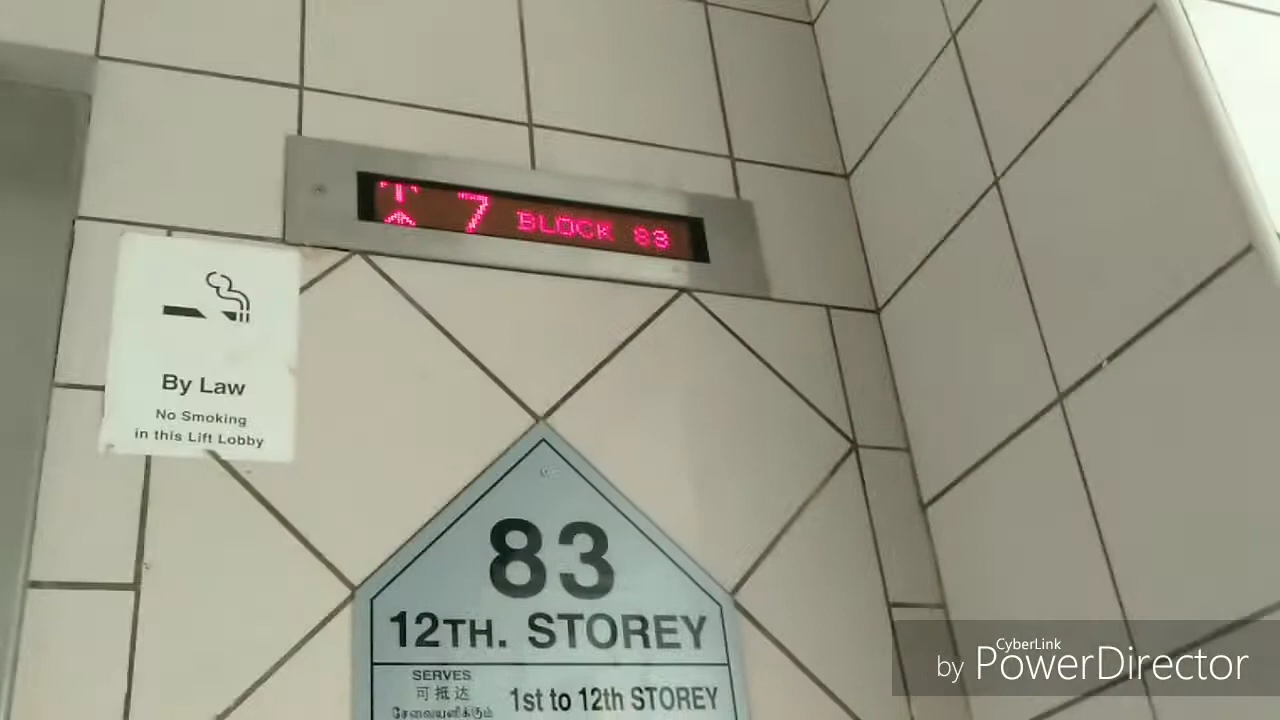 7 BLOCK 83
By Law
No Smoking
in this Lift Lobby
83
12TH. STOREY
SERVES
可抵达
சேவையளிக்கும்
1st to 12th STOREY
CyberLink
by PowerDirector